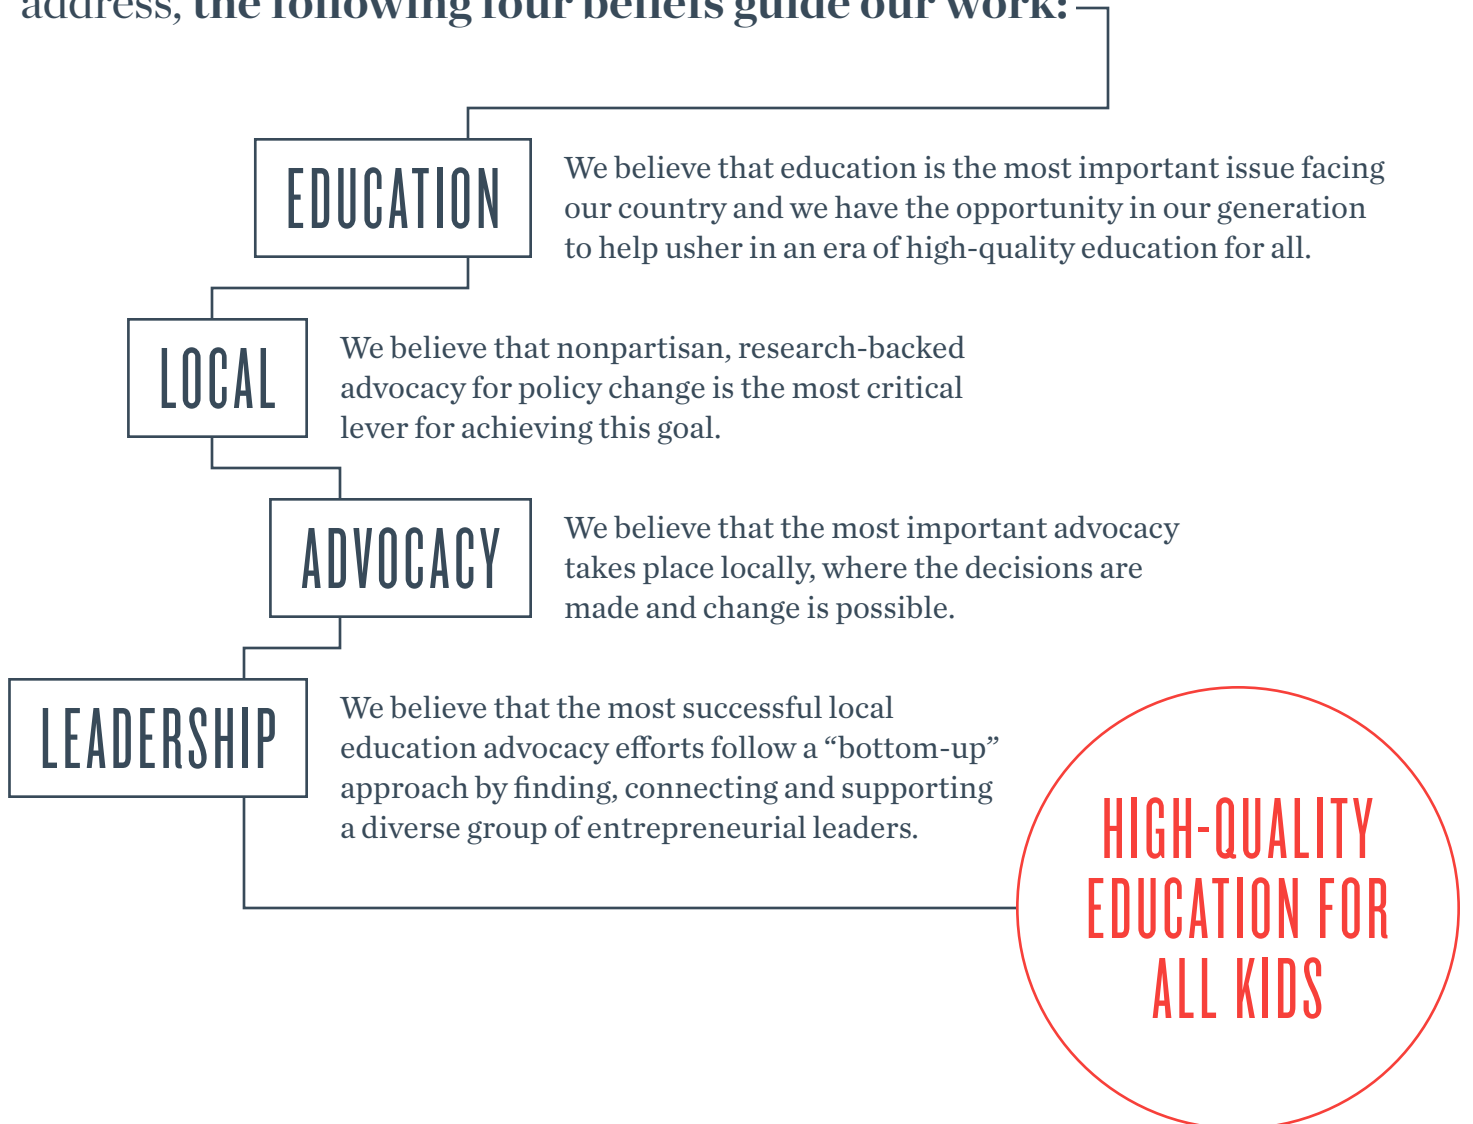 address, the following four beliefs guide our work:
EDUCATION
We believe that education is the most important issue facing
our country and we have the opportunity in our generation
to help usher in an era of high-quality education for all.
LOCAL
We believe that nonpartisan, research-backed
advocacy for policy change is the most critical
lever for achieving this goal.
ADVOCACY
We believe that the most important advocacy
takes place locally, where the decisions are
made and change is possible.
LEADERSHIP
We believe that the most successful local
education advocacy efforts follow a “bottom-up”
approach by finding, connecting and supporting
a diverse group of entrepreneurial leaders.
HIGH-QUALITY
EDUCATION FOR
ALL KIDS